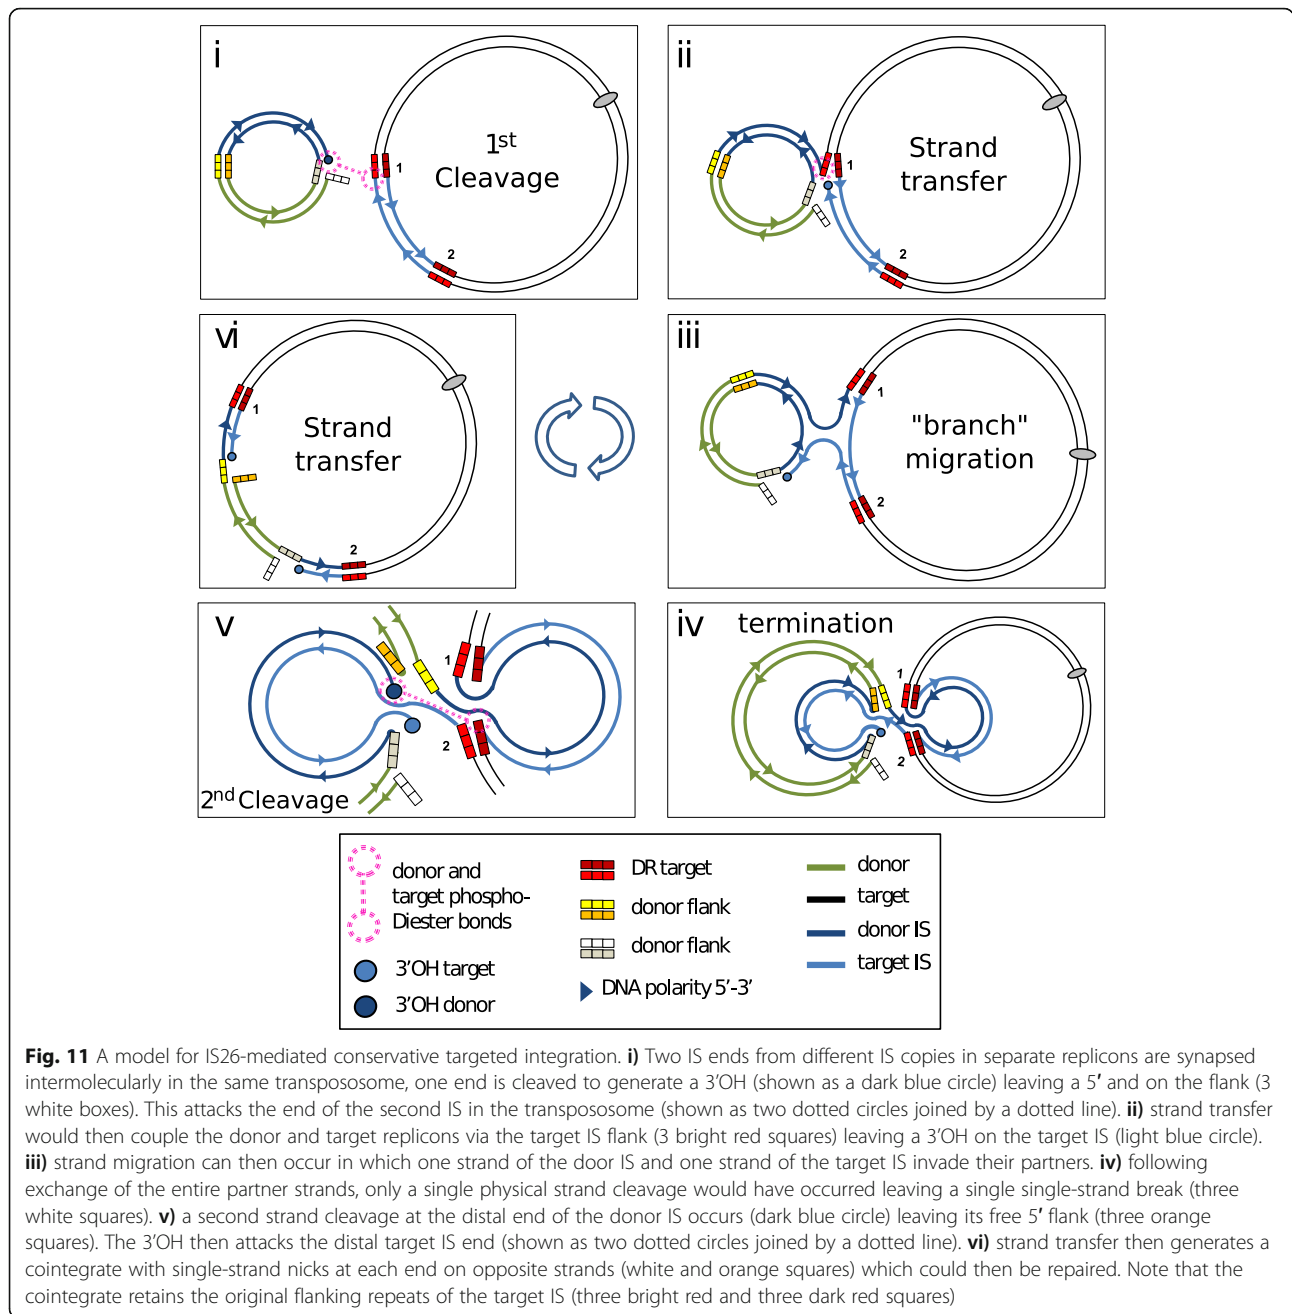 i
1st
Cleavage
1
2
ii
Strand
transfer
1
2
vi
Strand
transfer
1
2
iii
"branch"
migration
1
2
v
1
2
2nd Cleavage
iv
termination
1
2
donor and
target phospho-
Diester bonds
3'OH target
3'OH donor
DR target
donor flank
donor flank
DNA polarity 5'-3'
donor
target
donor IS
target IS
Fig. 11 A model for IS26-mediated conservative targeted integration. i) Two IS ends from different IS copies in separate replicons are synapsed
intermolecularly in the same transpososome, one end is cleaved to generate a 3'OH (shown as a dark blue circle) leaving a 5′ and on the flank (3
white boxes). This attacks the end of the second IS in the transpososome (shown as two dotted circles joined by a dotted line). ii) strand transfer
would then couple the donor and target replicons via the target IS flank (3 bright red squares) leaving a 3'OH on the target IS (light blue circle).
iii) strand migration can then occur in which one strand of the door IS and one strand of the target IS invade their partners. iv) following
exchange of the entire partner strands, only a single physical strand cleavage would have occurred leaving a single single-strand break (three
white squares). v) a second strand cleavage at the distal end of the donor IS occurs (dark blue circle) leaving its free 5′ flank (three orange
squares). The 3'OH then attacks the distal target IS end (shown as two dotted circles joined by a dotted line). vi) strand transfer then generates a
cointegrate with single-strand nicks at each end on opposite strands (white and orange squares) which could then be repaired. Note that the
cointegrate retains the original flanking repeats of the target IS (three bright red and three dark red squares)